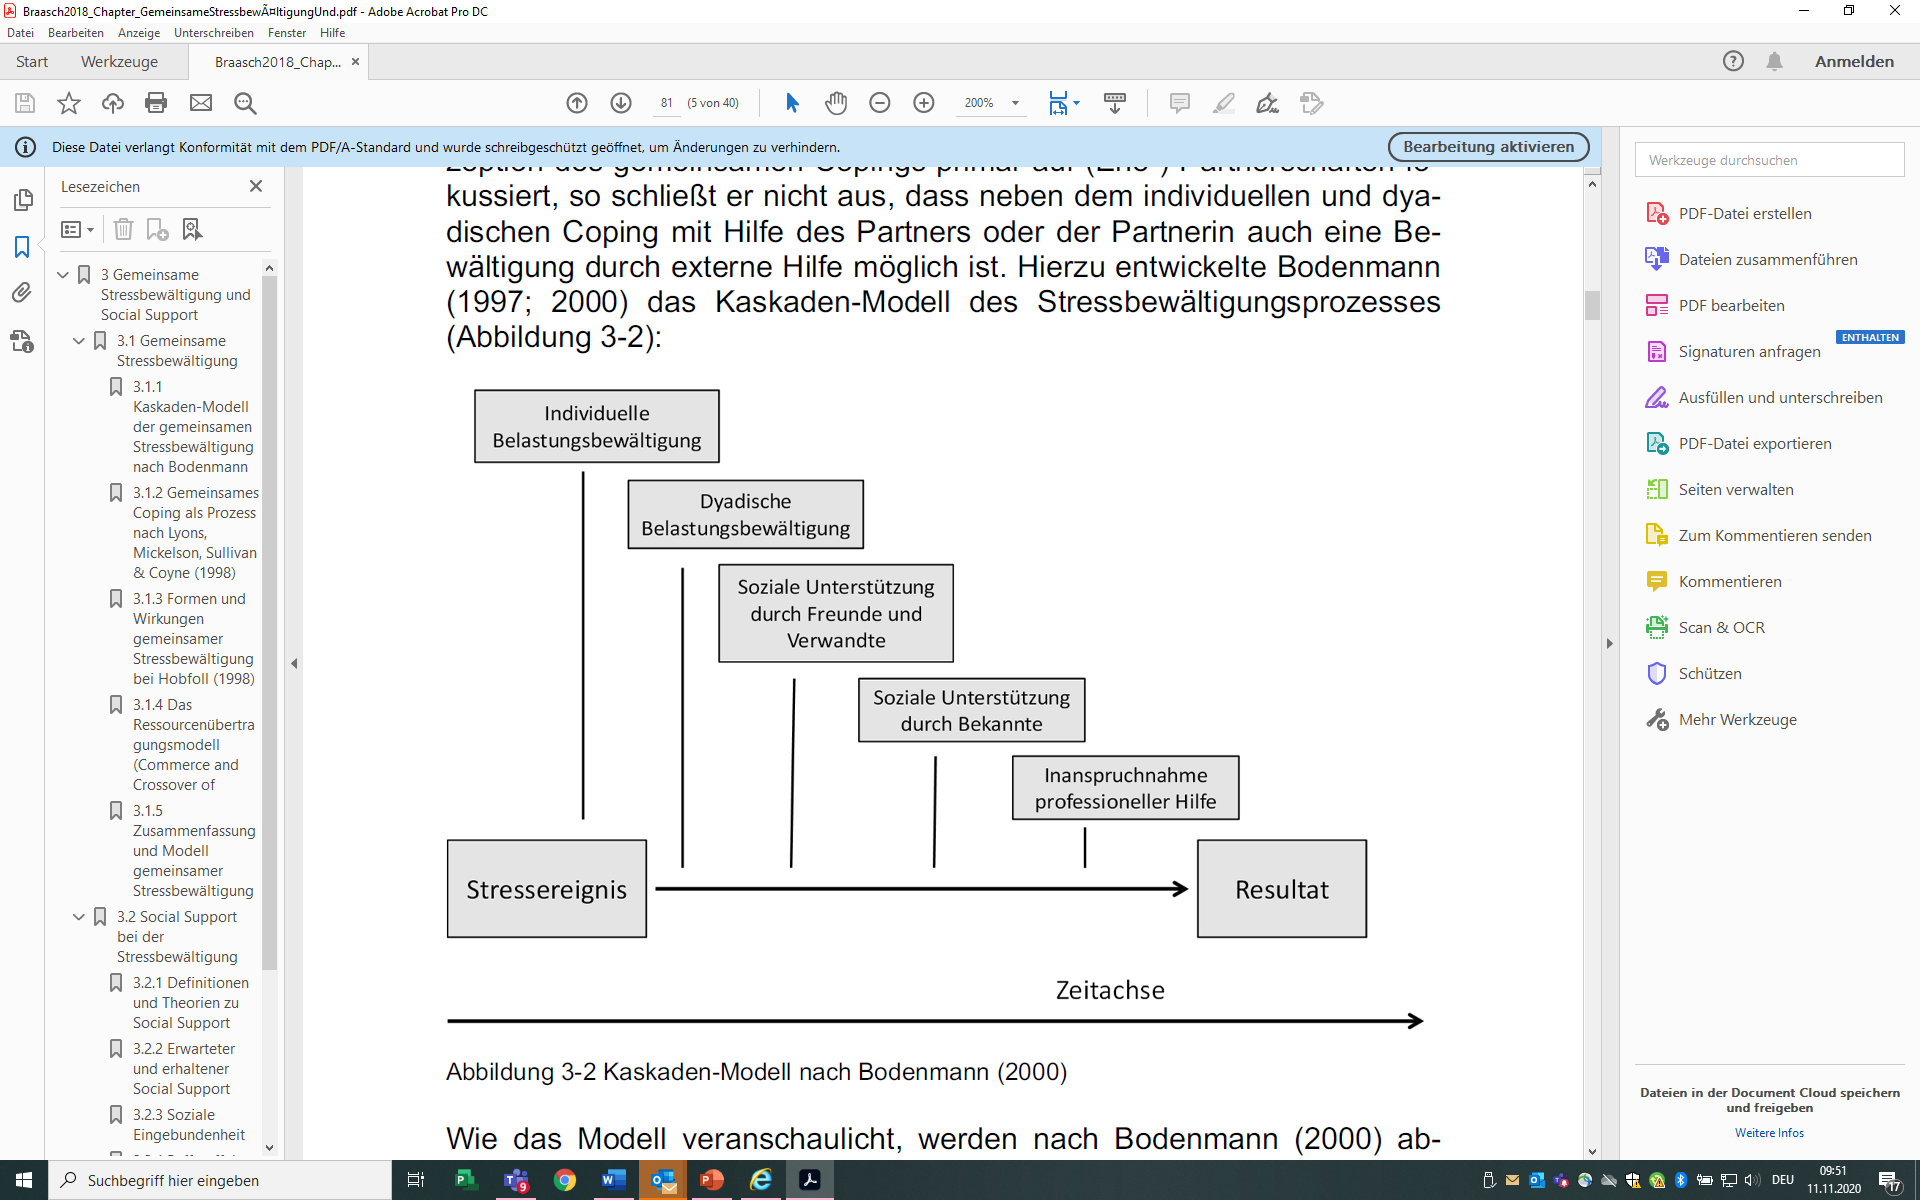 Braasch2018_Chapter_GemeinsameStressbewÃ¤ltigungUnd.pdf - Adobe Acrobat Pro DC
Datei Bearbeiten Anzeige Unterschreiben Fenster Hilfe
Start Werkzeuge Braasch2018_Chap... × Anmelden
81 (5 von 40) 200%
Diese Datei verlangt Konformität mit dem PDF/A-Standard und wurde schreibgeschützt geöffnet, um Änderungen zu verhindern. Bearbeitung aktivieren
Lesezeichen
3 Gemeinsame
Stressbewältigung und
Social Support
3.1 Gemeinsame
Stressbewältigung
3.1.1
Kaskaden-Modell
der gemeinsamen
Stressbewältigung
nach Bodenmann
3.1.2 Gemeinsames
Coping als Prozess
nach Lyons,
Mickelson, Sullivan
& Coyne (1998)
3.1.3 Formen und
Wirkungen
gemeinsamer
Stressbewältigung
bei Hobfoll (1998)
3.1.4 Das
Ressourcenübertra
gungsmodell
(Commerce and
Crossover of
3.1.5
Zusammenfassung
und Modell
gemeinsamer
Stressbewältigung
3.2 Social Support
bei der
Stressbewältigung
3.2.1 Definitionen
und Theorien zu
Social Support
3.2.2 Erwarteter
und erhaltener
Social Support
3.2.3 Soziale
Eingebundenheit
zeption des gemeinsamen Copings primär auf (Ehe-) Partnerschaften fo-
kussiert, so schließt er nicht aus, dass neben dem individuellen und dya-
dischen Coping mit Hilfe des Partners oder der Partnerin auch eine Be-
wältigung durch externe Hilfe möglich ist. Hierzu entwickelte Bodenmann
(1997; 2000) das Kaskaden-Modell des Stressbewältigungsprozesses
(Abbildung 3-2):
Individuelle
Belastungsbewältigung
Dyadische
Belastungsbewältigung
Soziale Unterstützung
durch Freunde und
Verwandte
Soziale Unterstützung
durch Bekannte
Inanspruchnahme
professioneller Hilfe
Stressereignis
Resultat
Zeitachse
Abbildung 3-2 Kaskaden-Modell nach Bodenmann (2000)
Wie das Modell veranschaulicht, werden nach Bodenmann (2000) ab-
Werkzeuge durchsuchen
PDF-Datei erstellen
Dateien zusammenführen
PDF bearbeiten
ENTHALTEN
Signaturen anfragen
Ausfüllen und unterschreiben
PDF-Datei exportieren
Seiten verwalten
Zum Kommentieren senden
Kommentieren
Scan & OCR
Schützen
Mehr Werkzeuge
Dateien in der Document Cloud speichern
und freigeben
Weitere Infos
Suchbegriff hier eingeben
9
DEU
09:51
11.11.2020
17